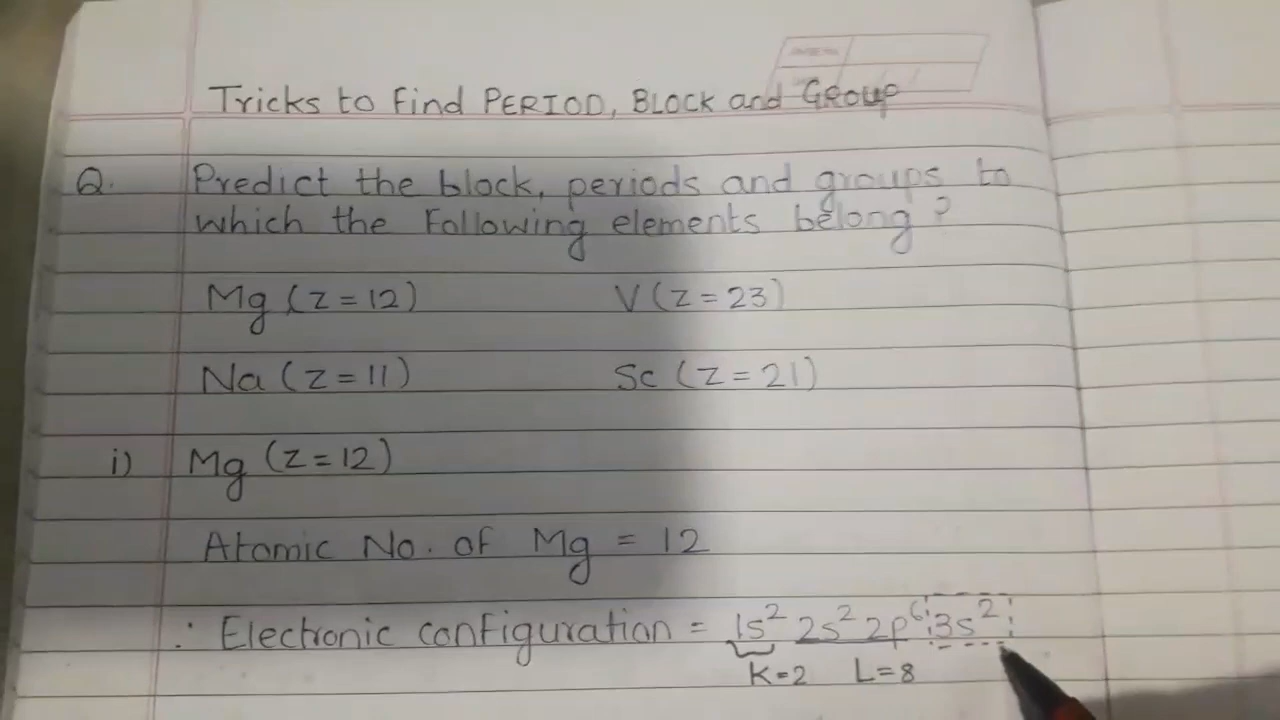 Tricks to Find PERIOD, BLOCK and GROUP
Q. Predict the block, periods and groups to
which the Following elements belong?
Mg (Z=12) V (Z=23)
Na (Z=11) Sc (Z=21)
i) Mg (Z=12)
Atomic No. of Mg = 12
∴ Electronic configuration = 1s² 2s² 2p⁶ 3s²
K=2 L=8